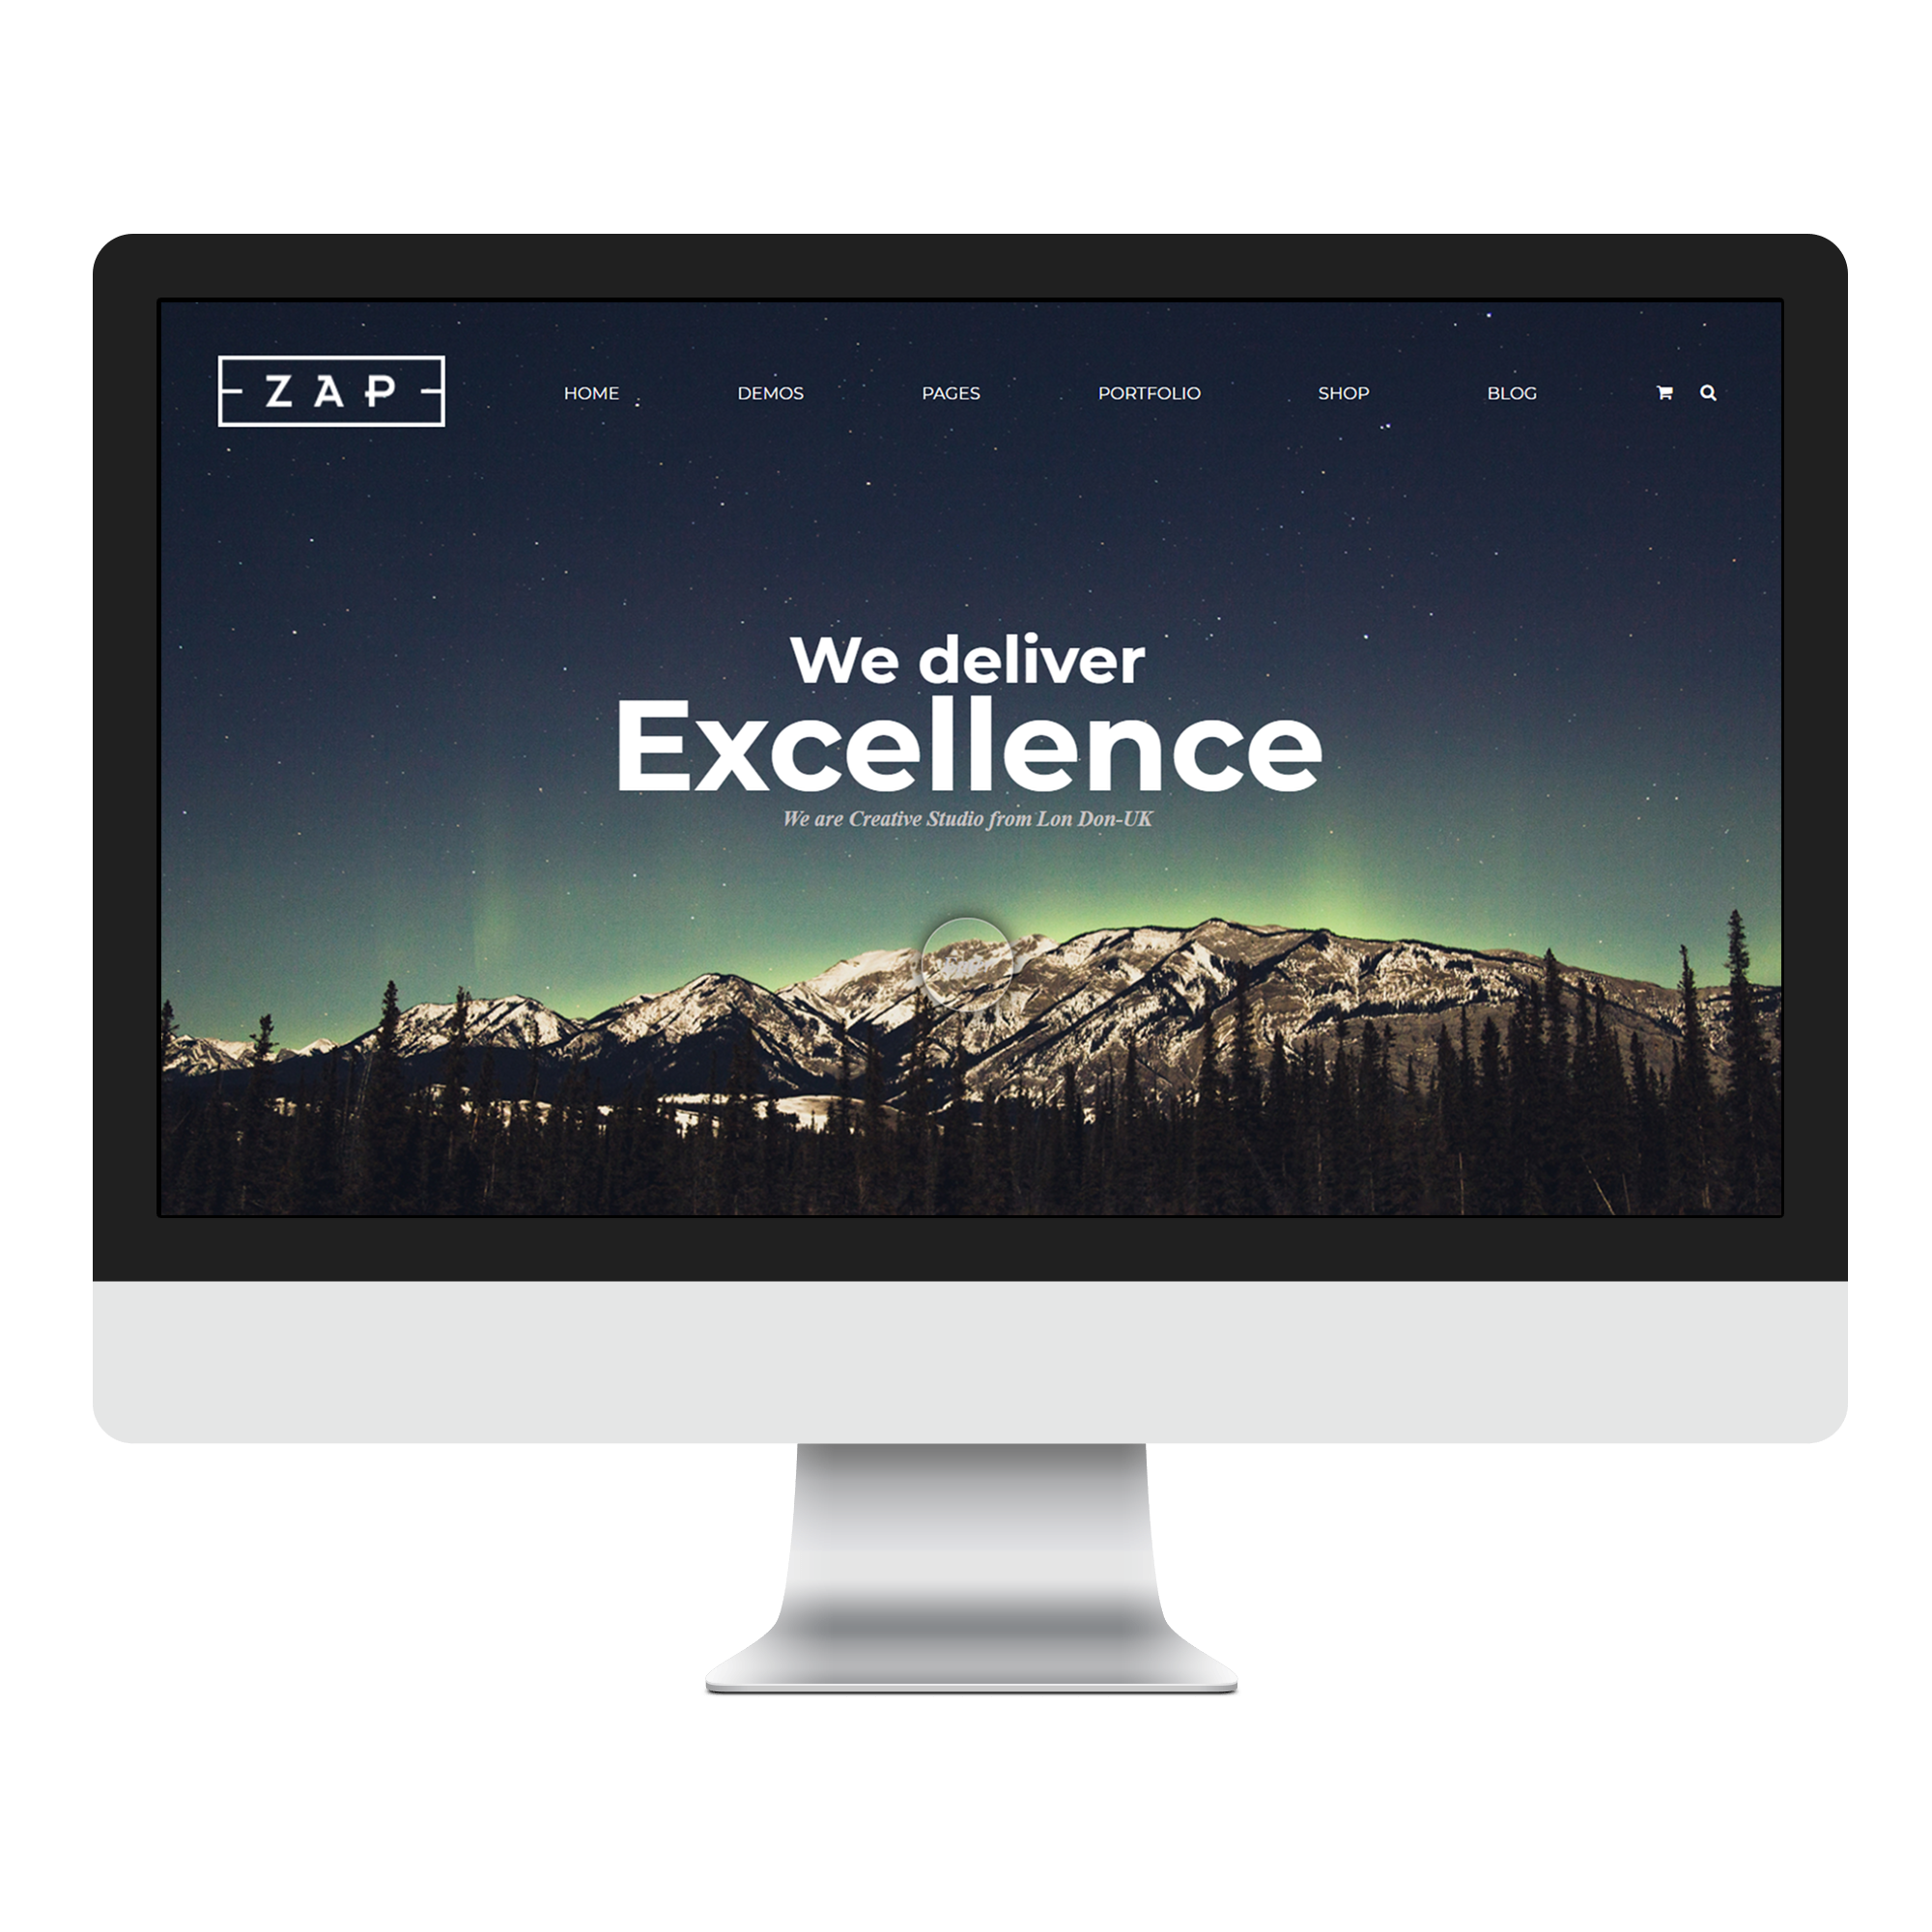 ZAP
HOME
DEMOS
PAGES
PORTFOLIO
SHOP
BLOG
We deliver
Excellence
We are Creative Studio from Lon Don-UK